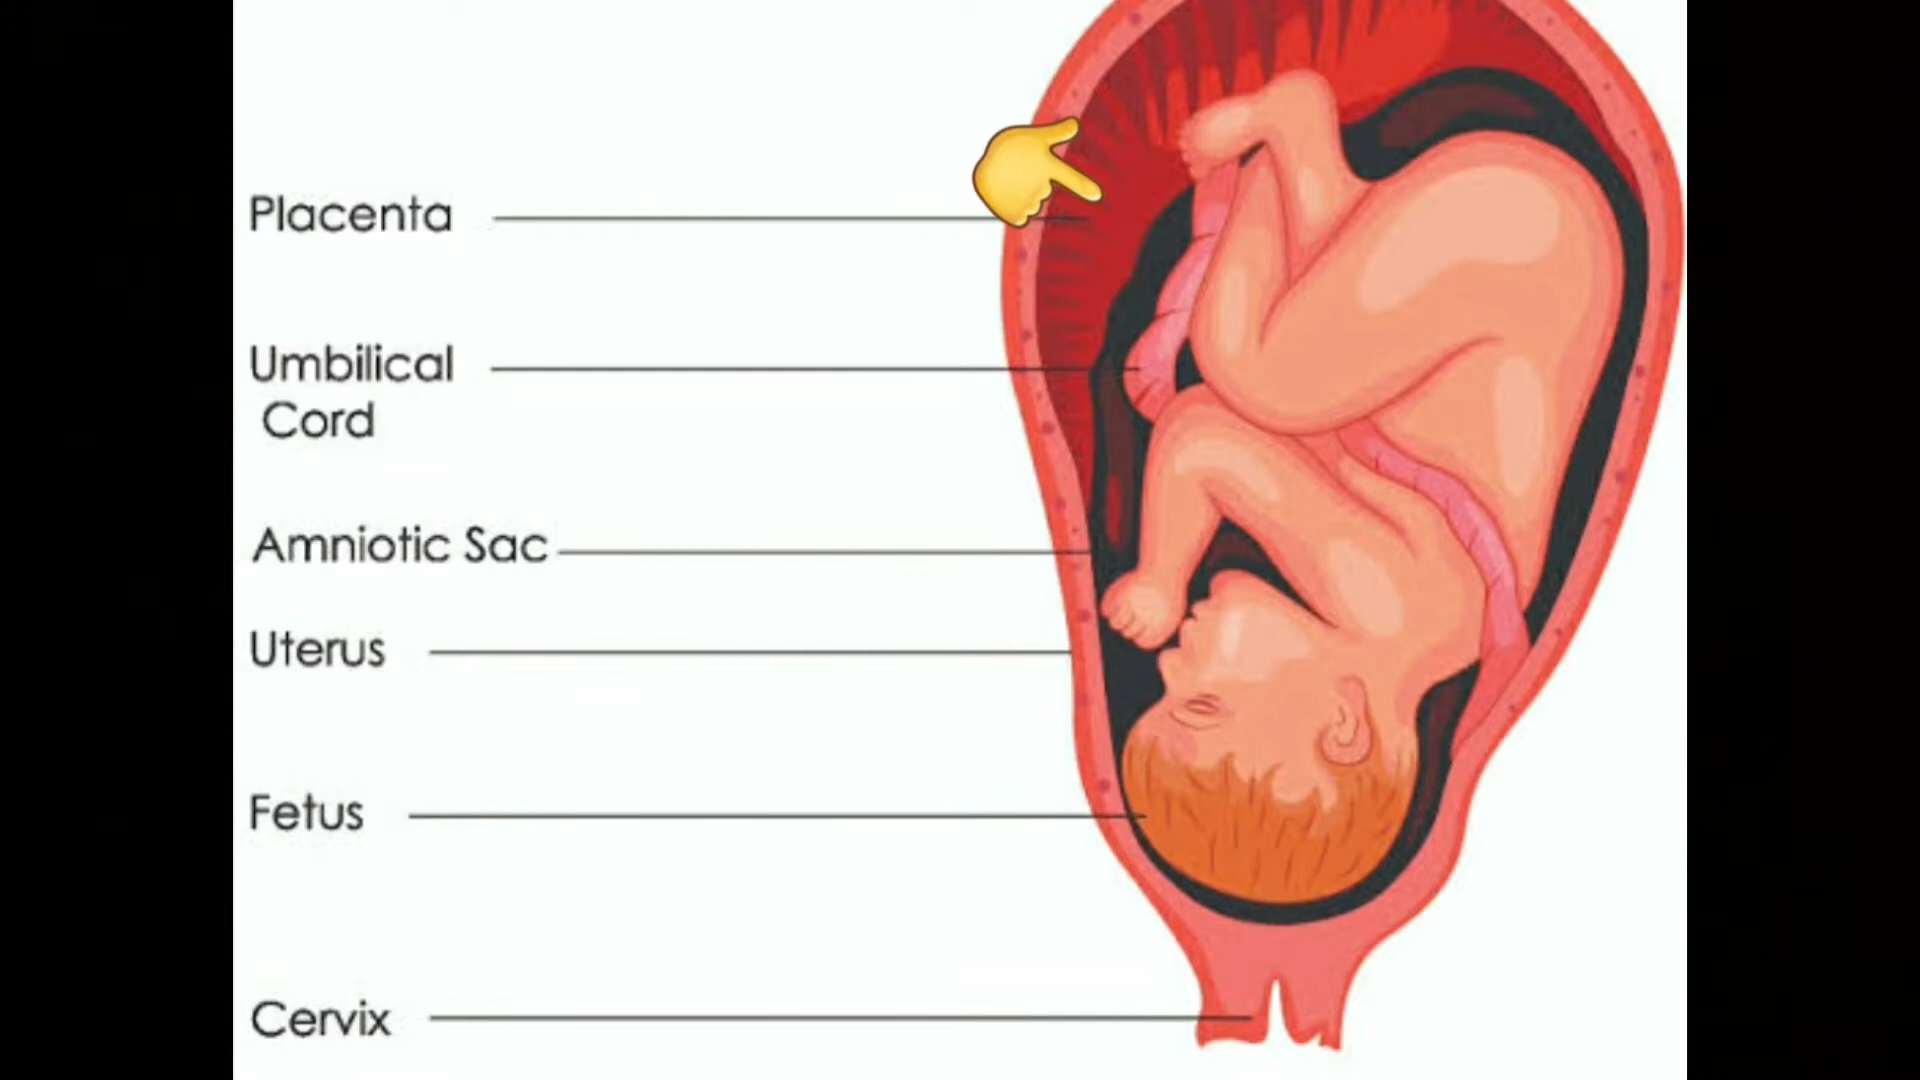 Placenta
Umbilical
Cord
Amniotic Sac
Uterus
Fetus
Cervix